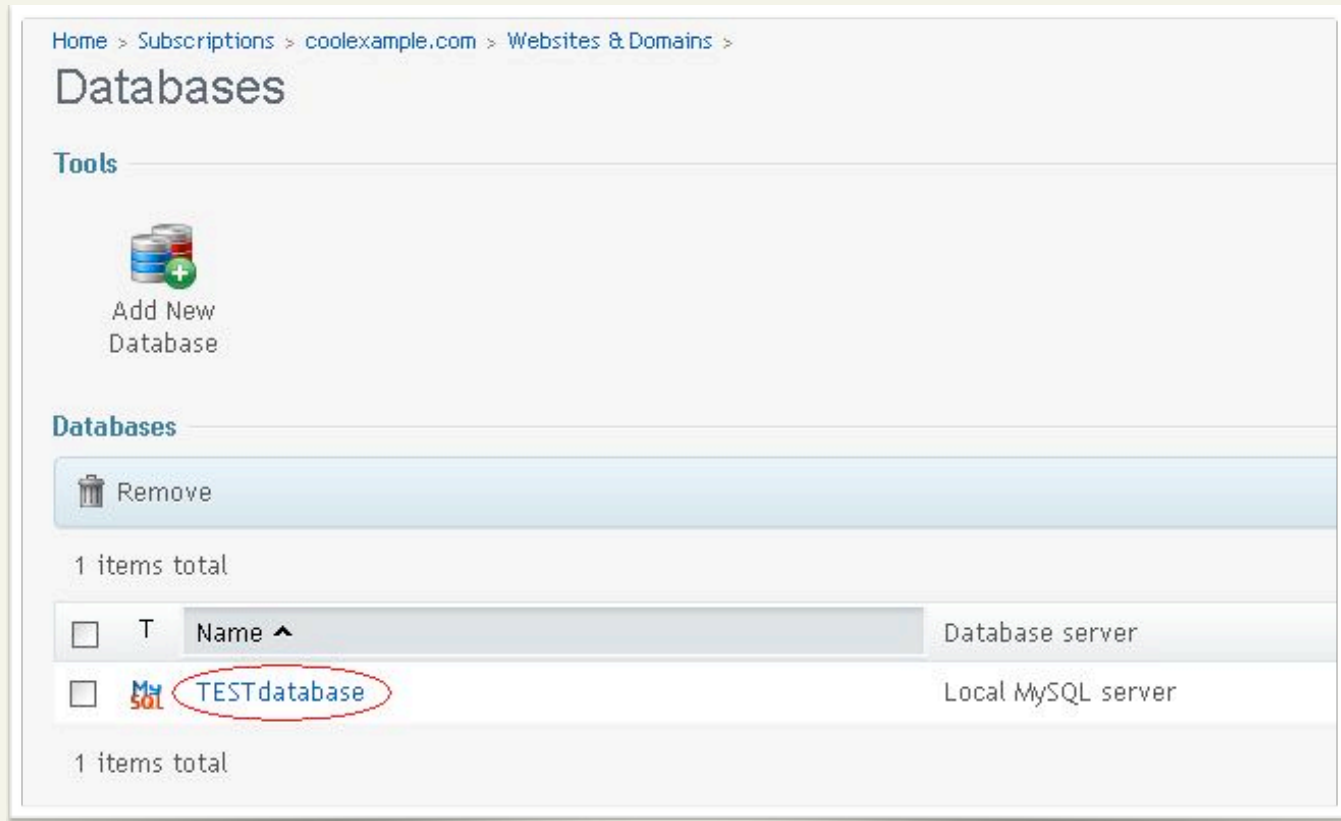 Home > Subscriptions > coolexample.com > Websites & Domains >
Databases
Tools
Add New
Database
Databases
Remove
1 items total
T Name Database server
MySQL TESTdatabase Local MySQL server
1 items total